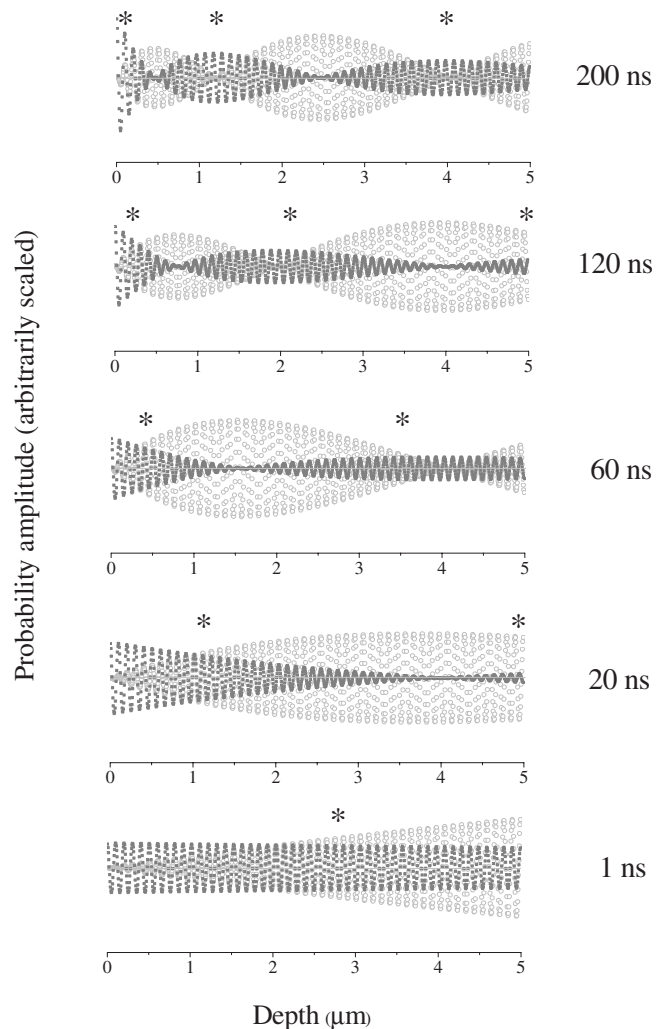 * * *
200 ns
0 1 2 3 4 5
* * *
120 ns
0 1 2 3 4 5
* *
60 ns
0 1 2 3 4 5
* *
20 ns
0 1 2 3 4 5
*
1 ns
0 1 2 3 4 5
Depth (μm)
Probability amplitude (arbitrarily scaled)